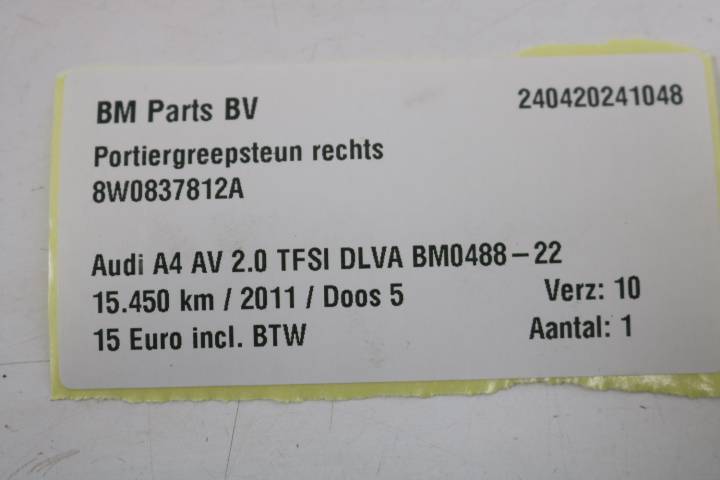 BM Parts BV 240420241048
Portiergreepsteun rechts
8W0837812A
Audi A4 AV 2.0 TFSI DLVA BM0488-22
15.450 km / 2011 / Doos 5 Verz: 10
15 Euro incl. BTW Aantal: 1